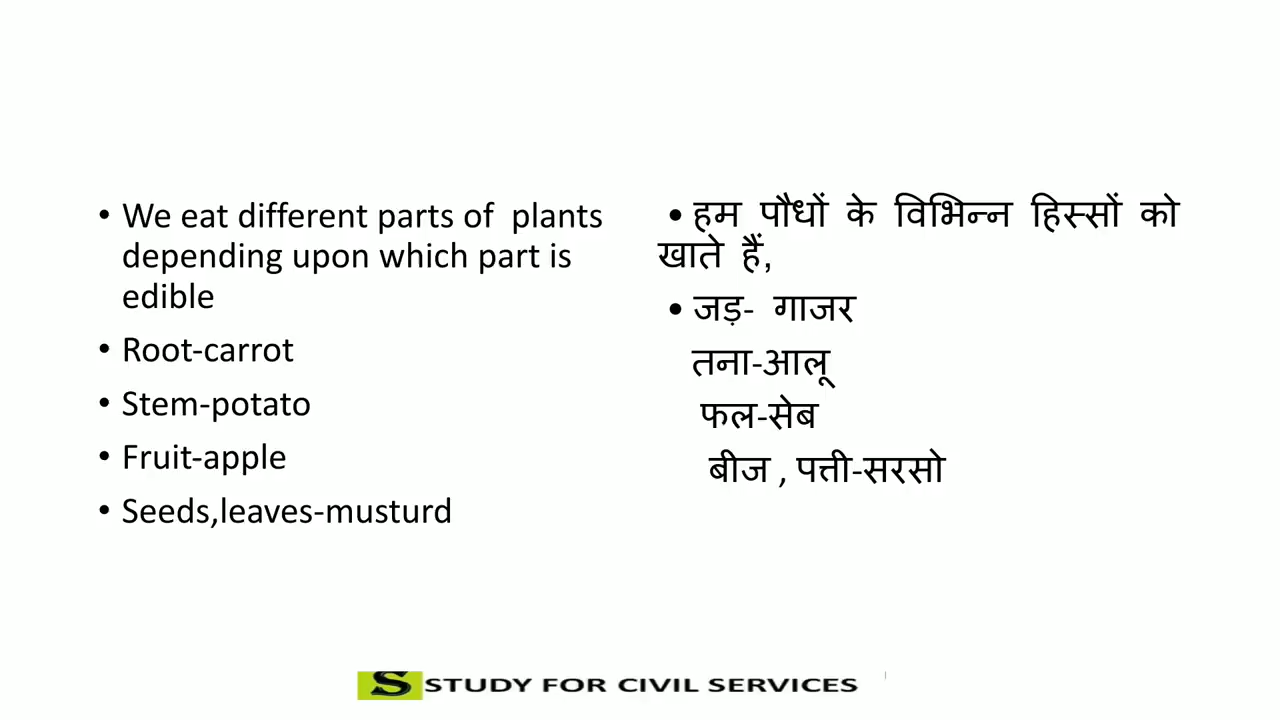 • We eat different parts of  plants
depending upon which part is
edible
• Root-carrot
• Stem-potato
• Fruit-apple
• Seeds,leaves-musturd
• हम पौधों के विभिन्न हिस्सों को
खाते हैं,
• जड़- गाजर
तना-आलू
फल-सेब
बीज , पत्ती-सरसो
S STUDY FOR CIVIL SERVICES